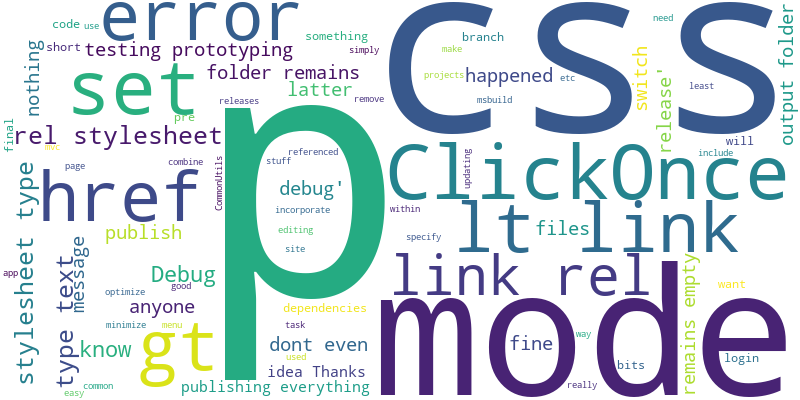 code
use
error
css
something
branch
need
short
testing prototyping
simply
make
nothing
set
folder remains
projects
happened
etc
switch
output folder
latter
remove
msbuild
least
releases
pre
release'
final
rel stylesheet
p
will
mvc
page
combine
stuff
referenced
updating
include
CommonUtils
debug'
ClickOnce
href
incorporate
within
stylesheet type
publish
editing
lt
link
files
site
specify
message
type text
app
Debug
link rel
good
optimize
want
anyone
dependencies
mode
remains empty
minimize
menu
task
way
know
gt
used
dont even
fine
bits
login
idea Thanks
easy
common
publishing everything
really